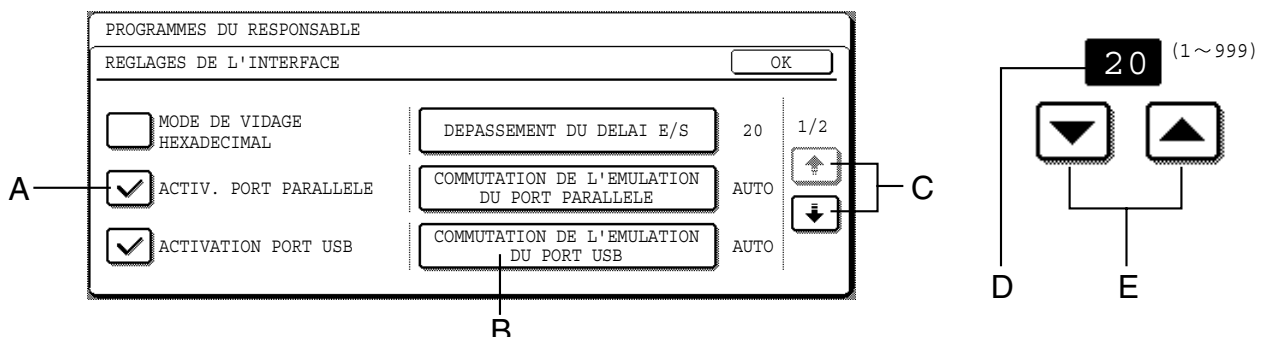 PROGRAMMES DU RESPONSABLE
REGLAGES DE L'INTERFACE
OK
MODE DE VIDAGE
HEXADECIMAL
DEPASSEMENT DU DELAI E/S
20
1/2
ACTIV. PORT PARALLELE
COMMUTATION DE L'EMULATION
DU PORT PARALLELE
AUTO
ACTIVATION PORT USB
COMMUTATION DE L'EMULATION
DU PORT USB
AUTO
A
B
C
20
(1~999)
D
E